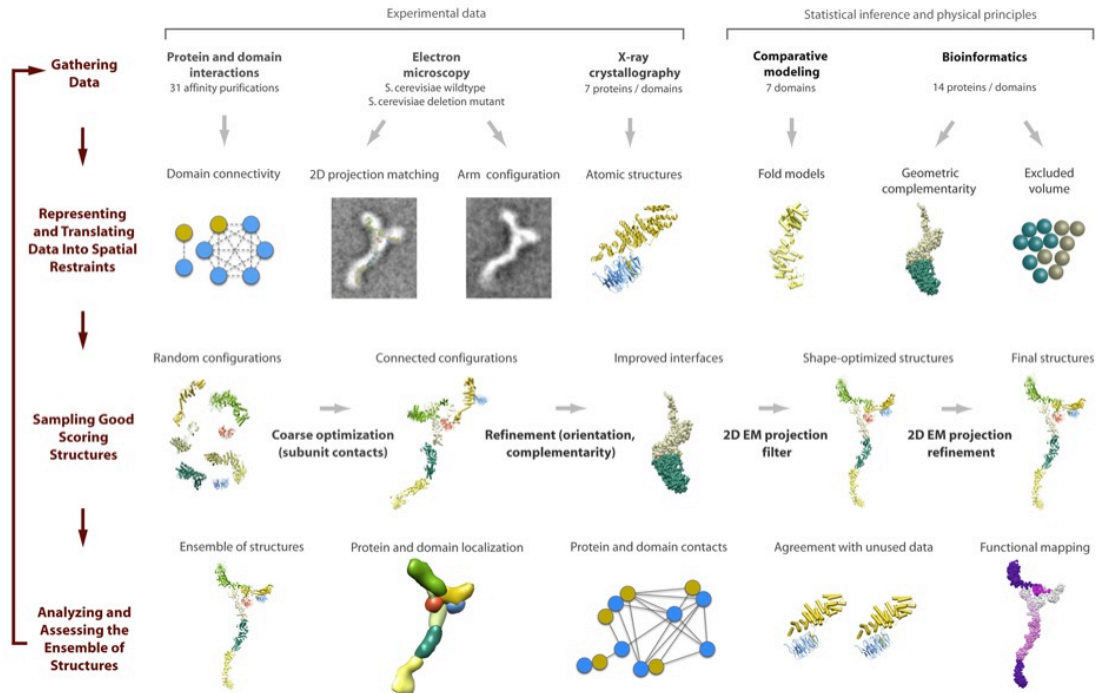 Experimental data
Statistical inference and physical principles
Gathering
Data
Protein and domain
interactions
31 affinity purifications
Electron
microscopy
S. cerevisiae wildtype
S. cerevisiae deletion mutant
X-ray
crystallography
7 proteins / domains
Comparative
modeling
7 domains
Bioinformatics
14 proteins / domains
Representing
and Translating
Data Into Spatial
Restraints
Domain connectivity
2D projection matching
Arm configuration
Atomic structures
Fold models
Geometric
complementarity
Excluded
volume
Sampling Good
Scoring
Structures
Random configurations
Coarse optimization
(subunit contacts)
Connected configurations
Refinement (orientation,
complementarity)
Improved interfaces
2D EM projection
filter
Shape-optimized structures
2D EM projection
refinement
Final structures
Analyzing and
Assessing the
Ensemble of
Structures
Ensemble of structures
Protein and domain localization
Protein and domain contacts
Agreement with unused data
Functional mapping